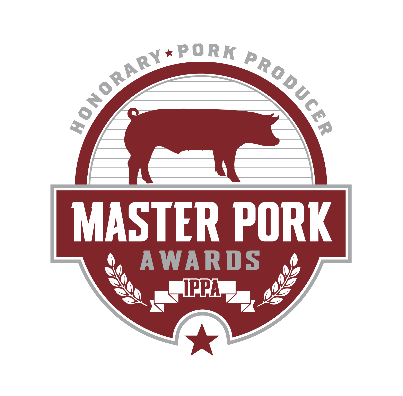 HONORARY★PORK PRODUCER
MASTER PORK
AWARDS
IPPA